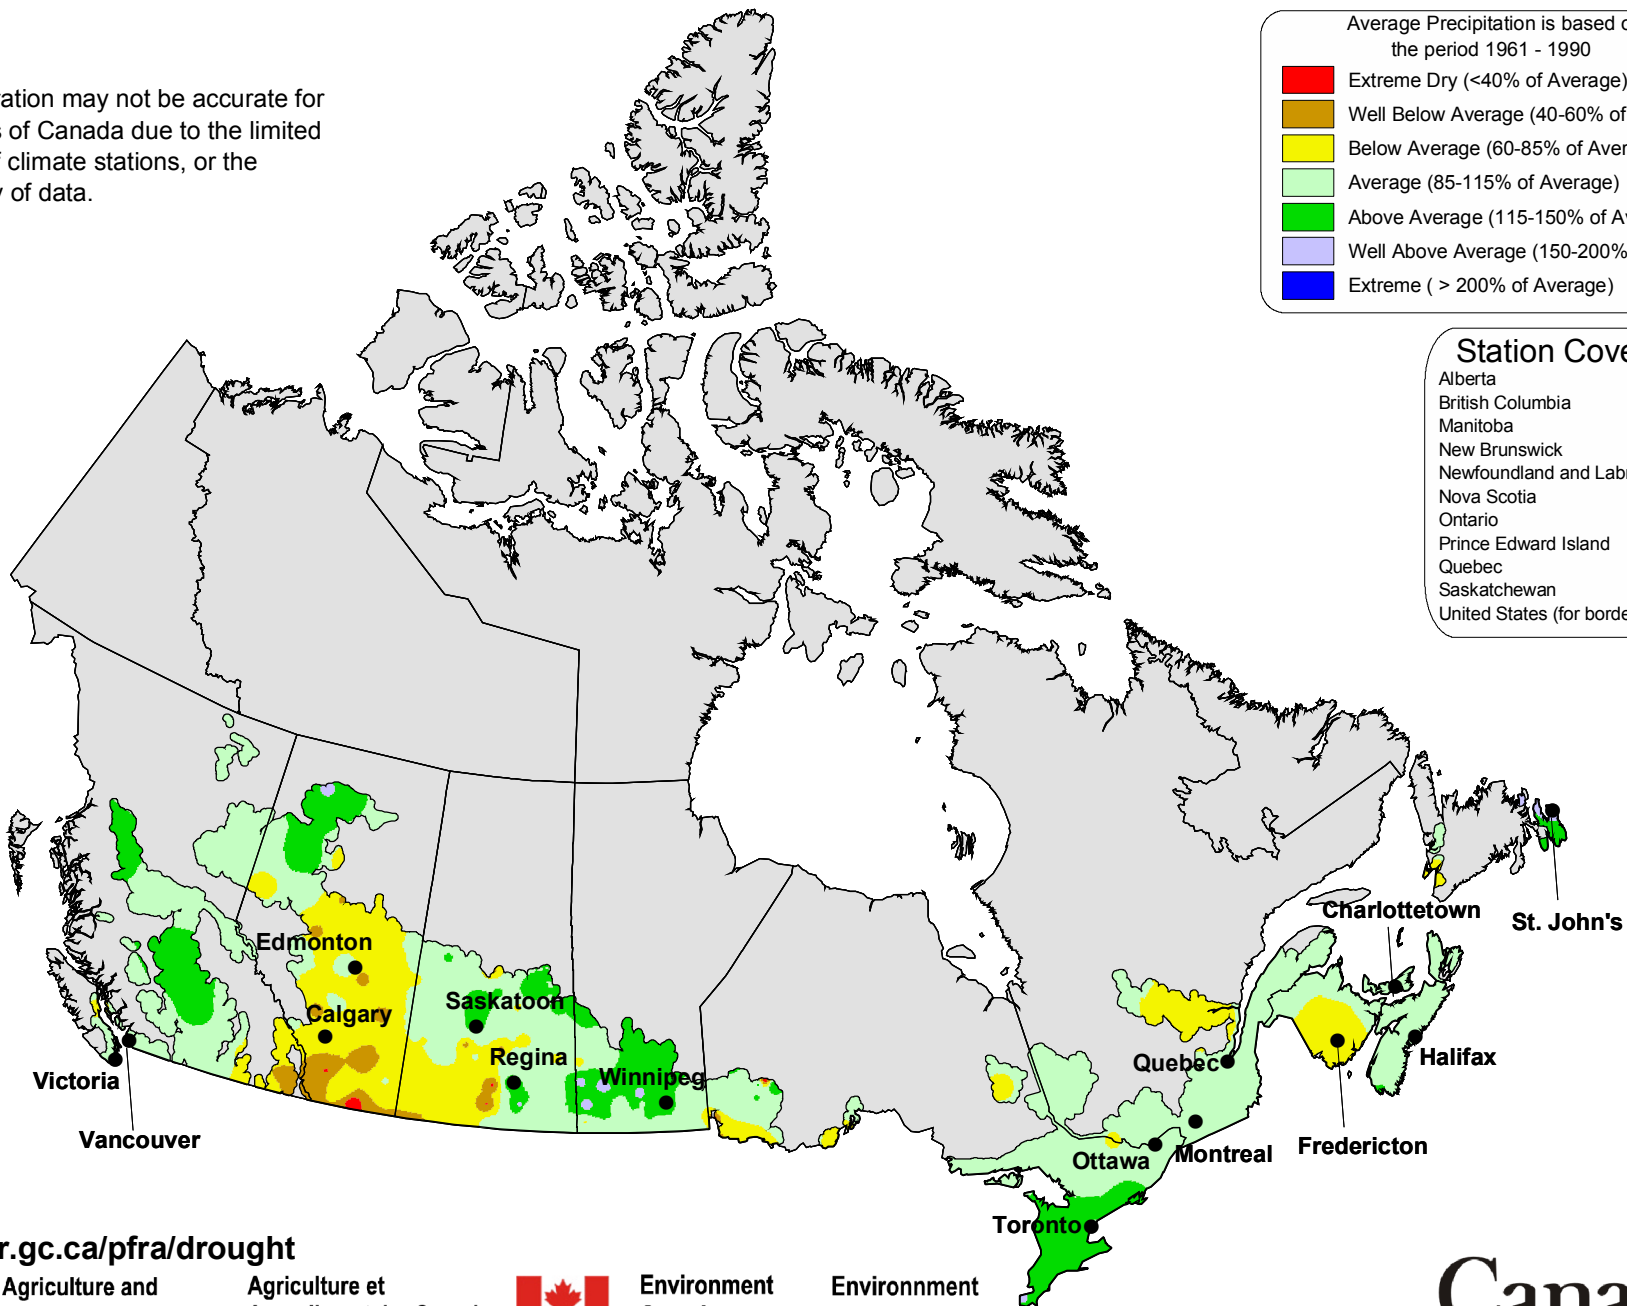 ration may not be accurate for
s of Canada due to the limited
f climate stations, or the
y of data.
Average Precipitation is based o
the period 1961 - 1990
Extreme Dry (<40% of Average)
Well Below Average (40-60% of
Below Average (60-85% of Aver
Average (85-115% of Average)
Above Average (115-150% of Av
Well Above Average (150-200%
Extreme ( > 200% of Average)
Station Cove
Alberta
British Columbia
Manitoba
New Brunswick
Newfoundland and Labr
Nova Scotia
Ontario
Prince Edward Island
Quebec
Saskatchewan
United States (for borde
Charlottetown
St. John's
Edmonton
Saskatoon
Calgary
Regina
Winnipeg
Quebec
Halifax
Victoria
Vancouver
Ottawa
Montreal
Fredericton
Toronto
r.gc.ca/pfra/drought
Agriculture and
Agriculture et
Environment
Environnment
Cana